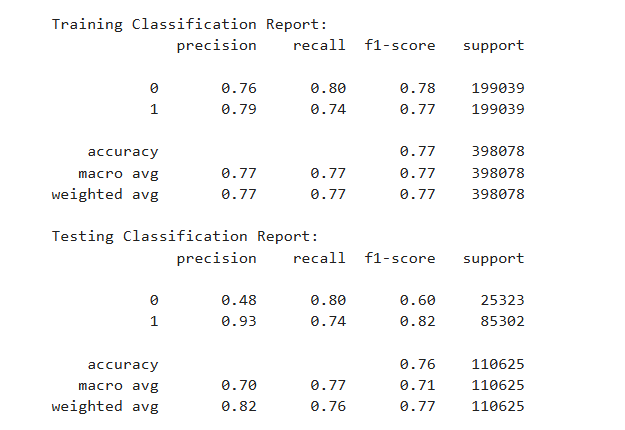 Training Classification Report:
precision recall f1-score support
0 0.76 0.80 0.78 199039
1 0.79 0.74 0.77 199039
accuracy 0.77 398078
macro avg 0.77 0.77 0.77 398078
weighted avg 0.77 0.77 0.77 398078
Testing Classification Report:
precision recall f1-score support
0 0.48 0.80 0.60 25323
1 0.93 0.74 0.82 85302
accuracy 0.76 110625
macro avg 0.70 0.77 0.71 110625
weighted avg 0.82 0.76 0.77 110625